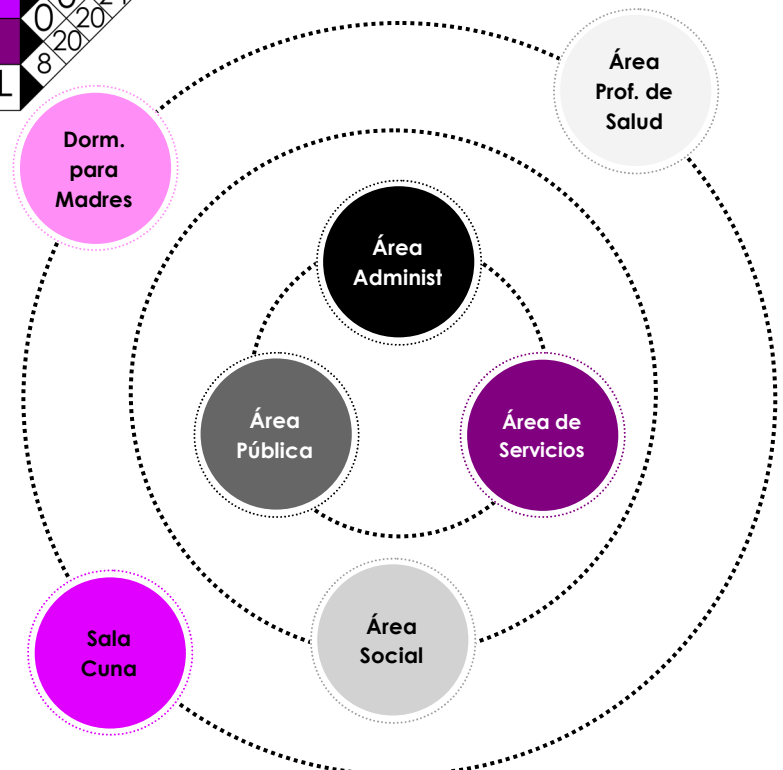 0
20
20
8
L
Área
Prof. de
Salud
Dorm.
para
Madres
Área
Administ
Área
Pública
Área de
Servicios
Sala
Cuna
Área
Social